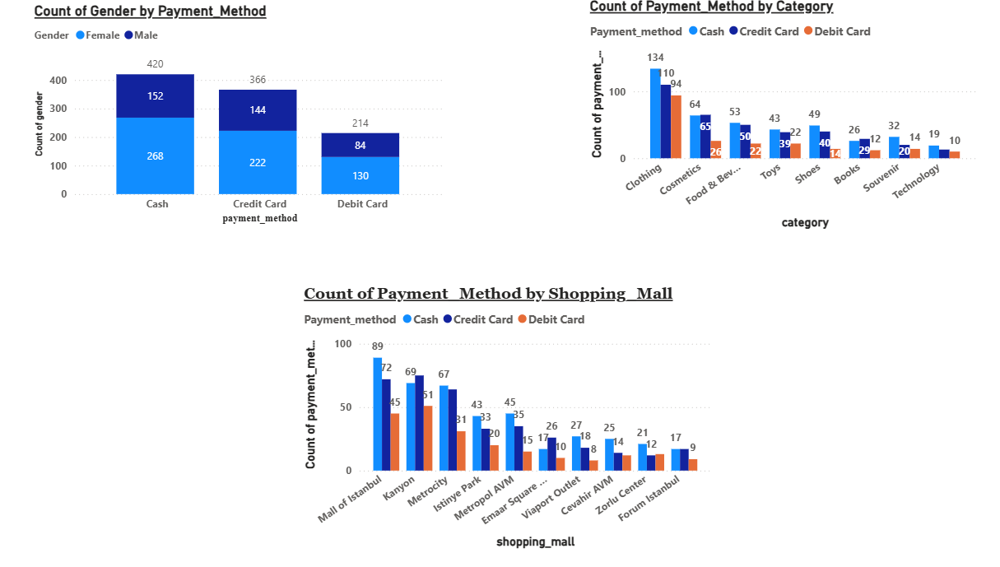 Count of Gender by Payment_Method
Gender Female Male
Count of gender
400
300
200
100
0
420
152
268
366
144
222
214
84
130
Cash Credit Card Debit Card
payment_method
Count of Payment_Method by Category
Payment_method Cash Credit Card Debit Card
Count of payment_...
100
0
134 110 94
64 65 26
53 50 22
43 39 22
49 40 14
26 29 12
32 20 14
19 10
Clothing
Cosmetics
Food & Bev...
Toys
Shoes
Books
Souvenir
Technology
category
Count of Payment_Method by Shopping_Mall
Payment_method Cash Credit Card Debit Card
Count of payment_met...
100
50
0
89 72 45
69 51
67 31
43 33 20
45 35 15
17 26 10
27 18 8
25 14
21 12
17 9
Mall of Istanbul
Kanyon
Metrocity
Istinye Park
Metropol AVM
Emaar Square ...
Viaport Outlet
Cevahir AVM
Zorlu Center
Forum Istanbul
shopping_mall